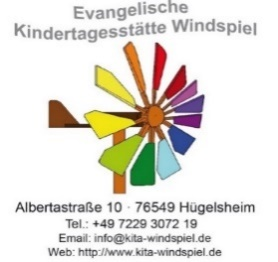 Evangelische
Kindertagesstätte Windspiel
Albertastraße 10 · 76549 Hügelsheim
Tel.: +49 7229 3072 19
Email: info@kita-windspiel.de
Web: http://www.kita-windspiel.de